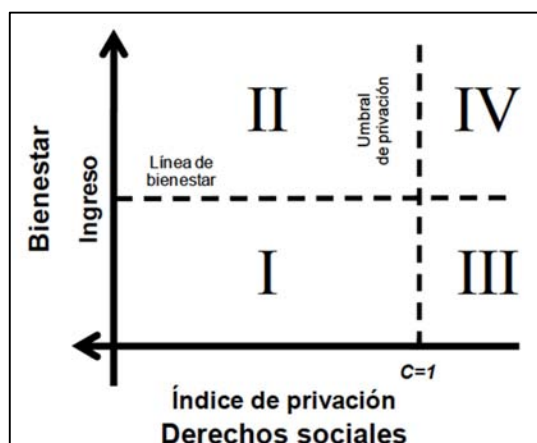 II
IV
Umbral
de privación
Línea de
bienestar
Bienestar
Ingreso
I
III
C=1
Índice de privación
Derechos sociales